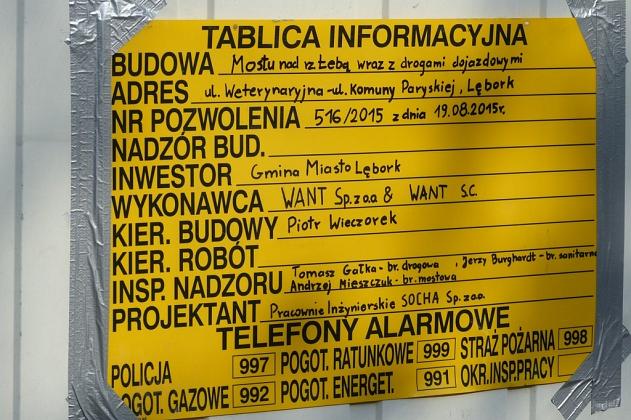 TABLICA INFORMACYJNA
BUDOWA Mostu nad rz Łebą wraz z drogami dojazdowymi
ADRES ul. Weterynaryjna - ul. Komuny Paryskiej, Lębork
NR POZWOLENIA 516/2015 z dnia 19.08.2015r.
NADZÓR BUD.
INWESTOR Gmina Miasto Lębork
WYKONAWCA WANT Sp. z o.o & WANT S.C.
KIER. BUDOWY Piotr Wieczorek
KIER. ROBÓT
INSP. NADZORU Tomasz Gołka - br. drogowa , Jerzy Burghardt - br. sanitarna
Andrzej Mieszczuk - br. mostowa
PROJEKTANT Pracownie Inżynierskie SOCHA Sp. z o.o.
TELEFONY ALARMOWE
POLICJA 997 POGOT. RATUNKOWE 999 STRAŻ POŻARNA 998
POGOT. GAZOWE 992 POGOT. ENERGET. 991 OKR.INSP.PRACY